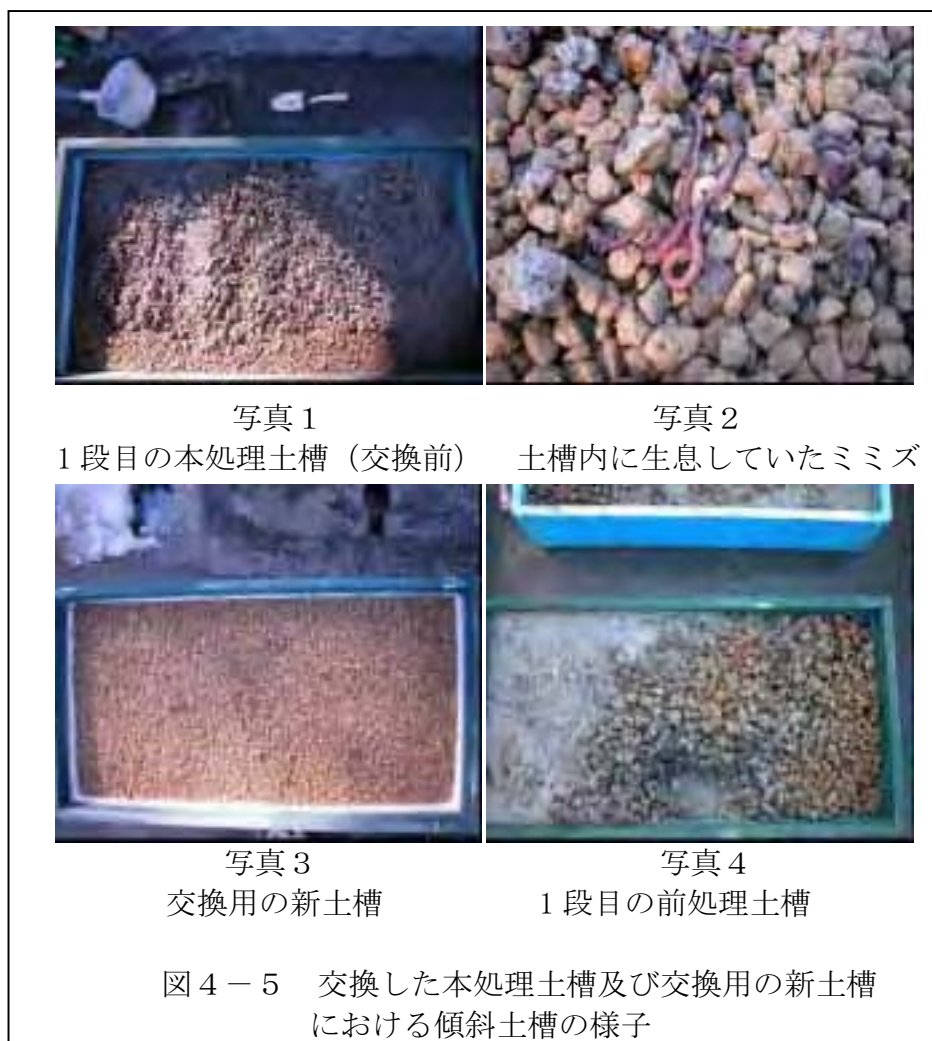 写真1
1段目の本処理土槽（交換前）
写真2
土槽内に生息していたミミズ
写真3
交換用の新土槽
写真4
1段目の前処理土槽
図4-5　交換した本処理土槽及び交換用の新土槽
における傾斜土槽の様子